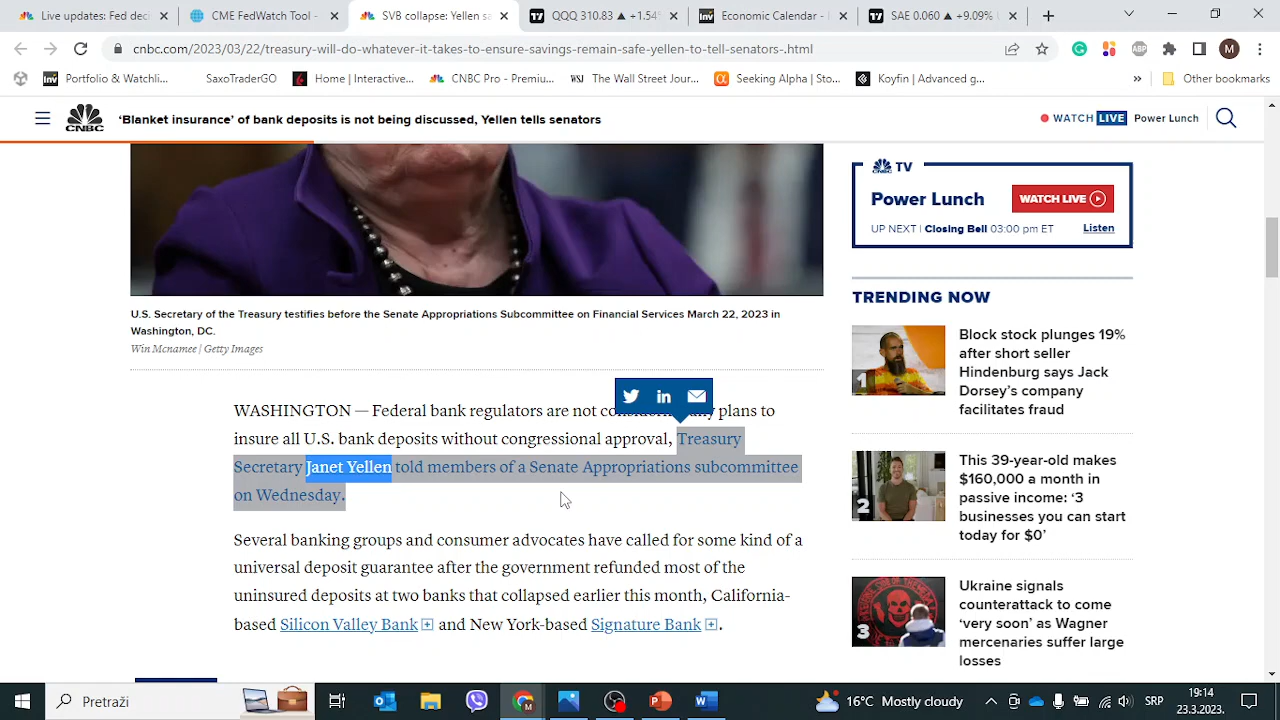 Live updates: Fed dec
CME FedWatch Tool -
SVB collapse: Yellen sa
QQQ 310.83 ▲ +1.54%
Economic Calendar -
SAE 0.060 ▲ +9.09%
cnbc.com/2023/03/22/treasury-will-do-whatever-it-takes-to-ensure-savings-remain-safe-yellen-to-tell-senators-.html
ABP
M
Inv Portfolio & Watchli...
SaxoTraderGO
Home | Interactive...
CNBC Pro - Premiu...
WSJ The Wall Street Jour...
Seeking Alpha | Sto...
Koyfin | Advanced g...
»
Other bookmarks
CNBC
‘Blanket insurance’ of bank deposits is not being discussed, Yellen tells senators
WATCH LIVE Power Lunch
TV
Power Lunch
WATCH LIVE
UP NEXT | Closing Bell 03:00 pm ET
Listen
TRENDING NOW
U.S. Secretary of the Treasury testifies before the Senate Appropriations Subcommittee on Financial Services March 22, 2023 in
Washington, DC.
Win Mcnamee | Getty Images
WASHINGTON — Federal bank regulators are not plans to
insure all U.S. bank deposits without congressional approval, Treasury
Secretary Janet Yellen told members of a Senate Appropriations subcommittee
on Wednesday.
Several banking groups and consumer advocates have called for some kind of a
universal deposit guarantee after the government refunded most of the
uninsured deposits at two banks that collapsed earlier this month, California-
based Silicon Valley Bank and New York-based Signature Bank.
1
Block stock plunges 19%
after short seller
Hindenburg says Jack
Dorsey’s company
facilitates fraud
2
This 39-year-old makes
$160,000 a month in
passive income: ‘3
businesses you can start
today for $0’
3
Ukraine signals
counterattack to come
‘very soon’ as Wagner
mercenaries suffer large
losses
Pretraži
16°C Mostly cloudy
SRP
19:14
23.3.2023.